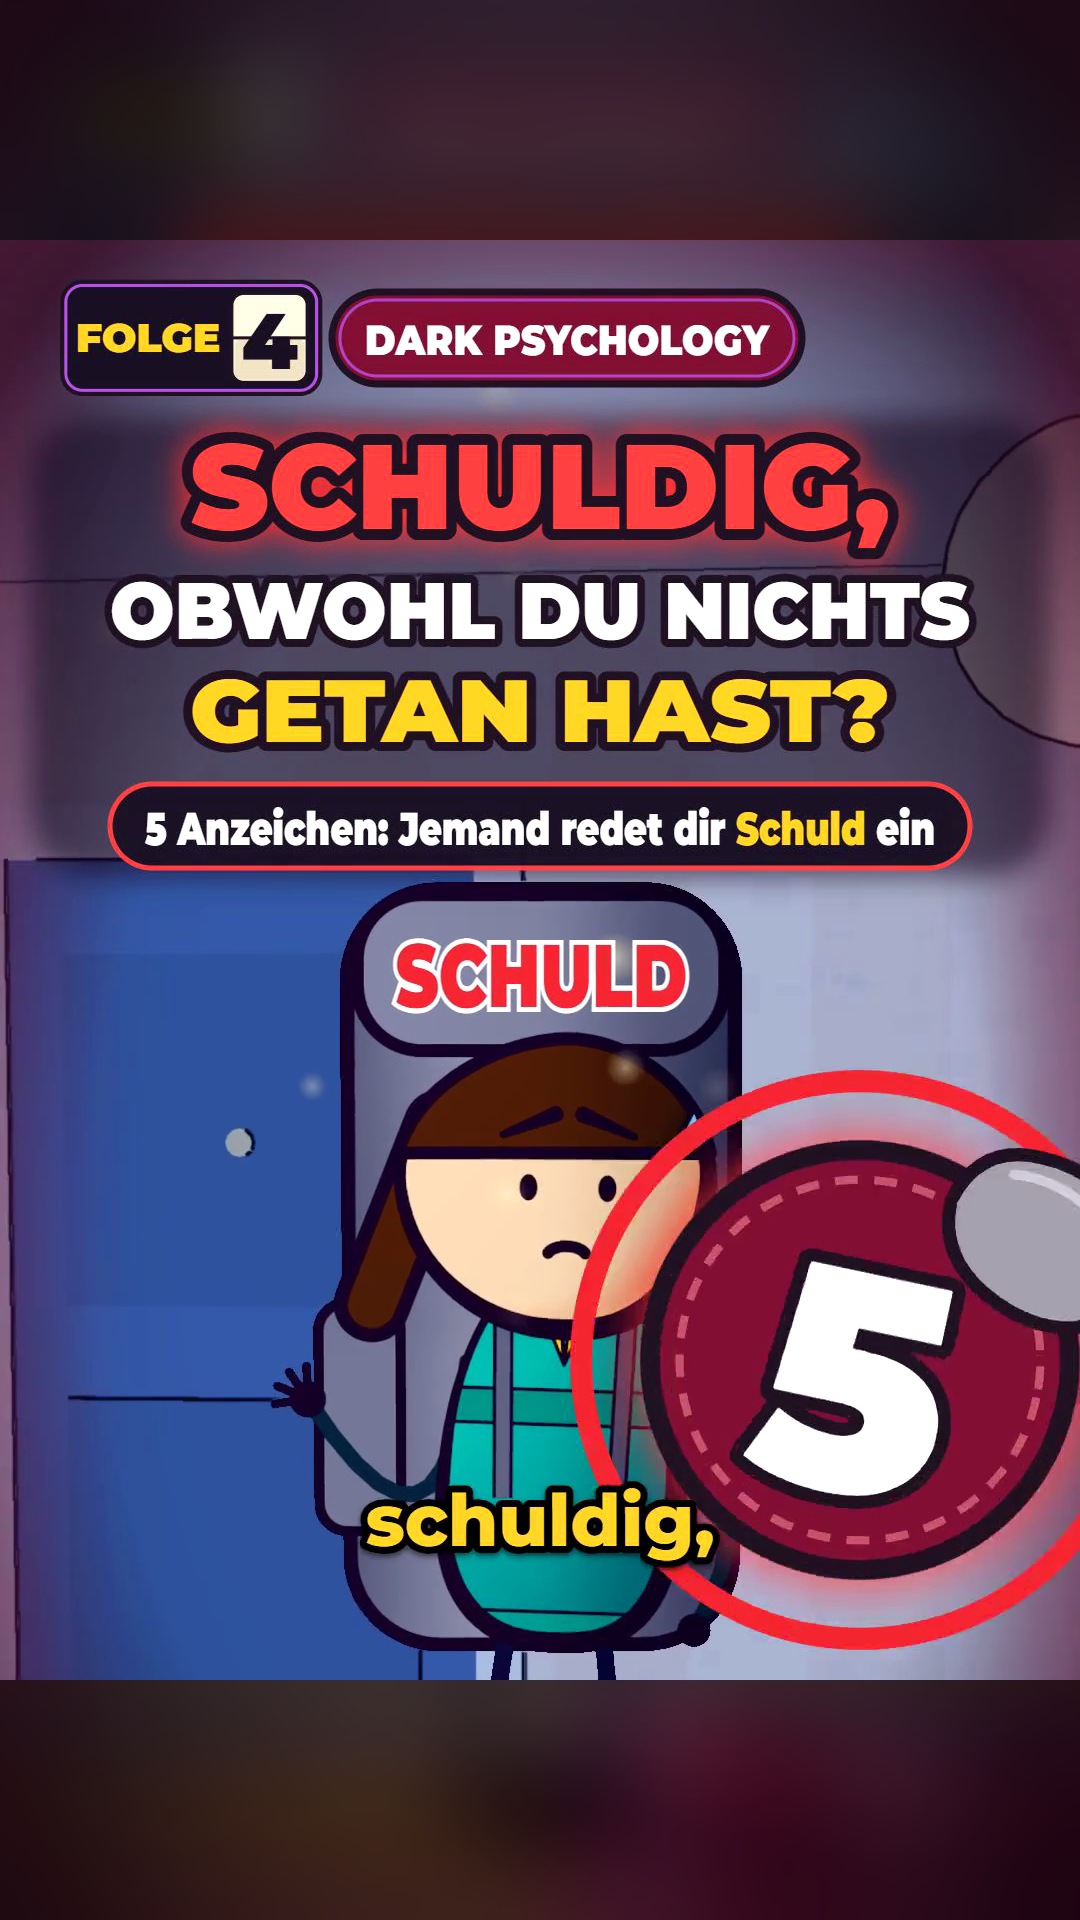 FOLGE 4
DARK PSYCHOLOGY
SCHULDIG,
OBWOHL DU NICHTS
GETAN HAST?
5 Anzeichen: Jemand redet dir Schuld ein
SCHULD
5
schuldig,